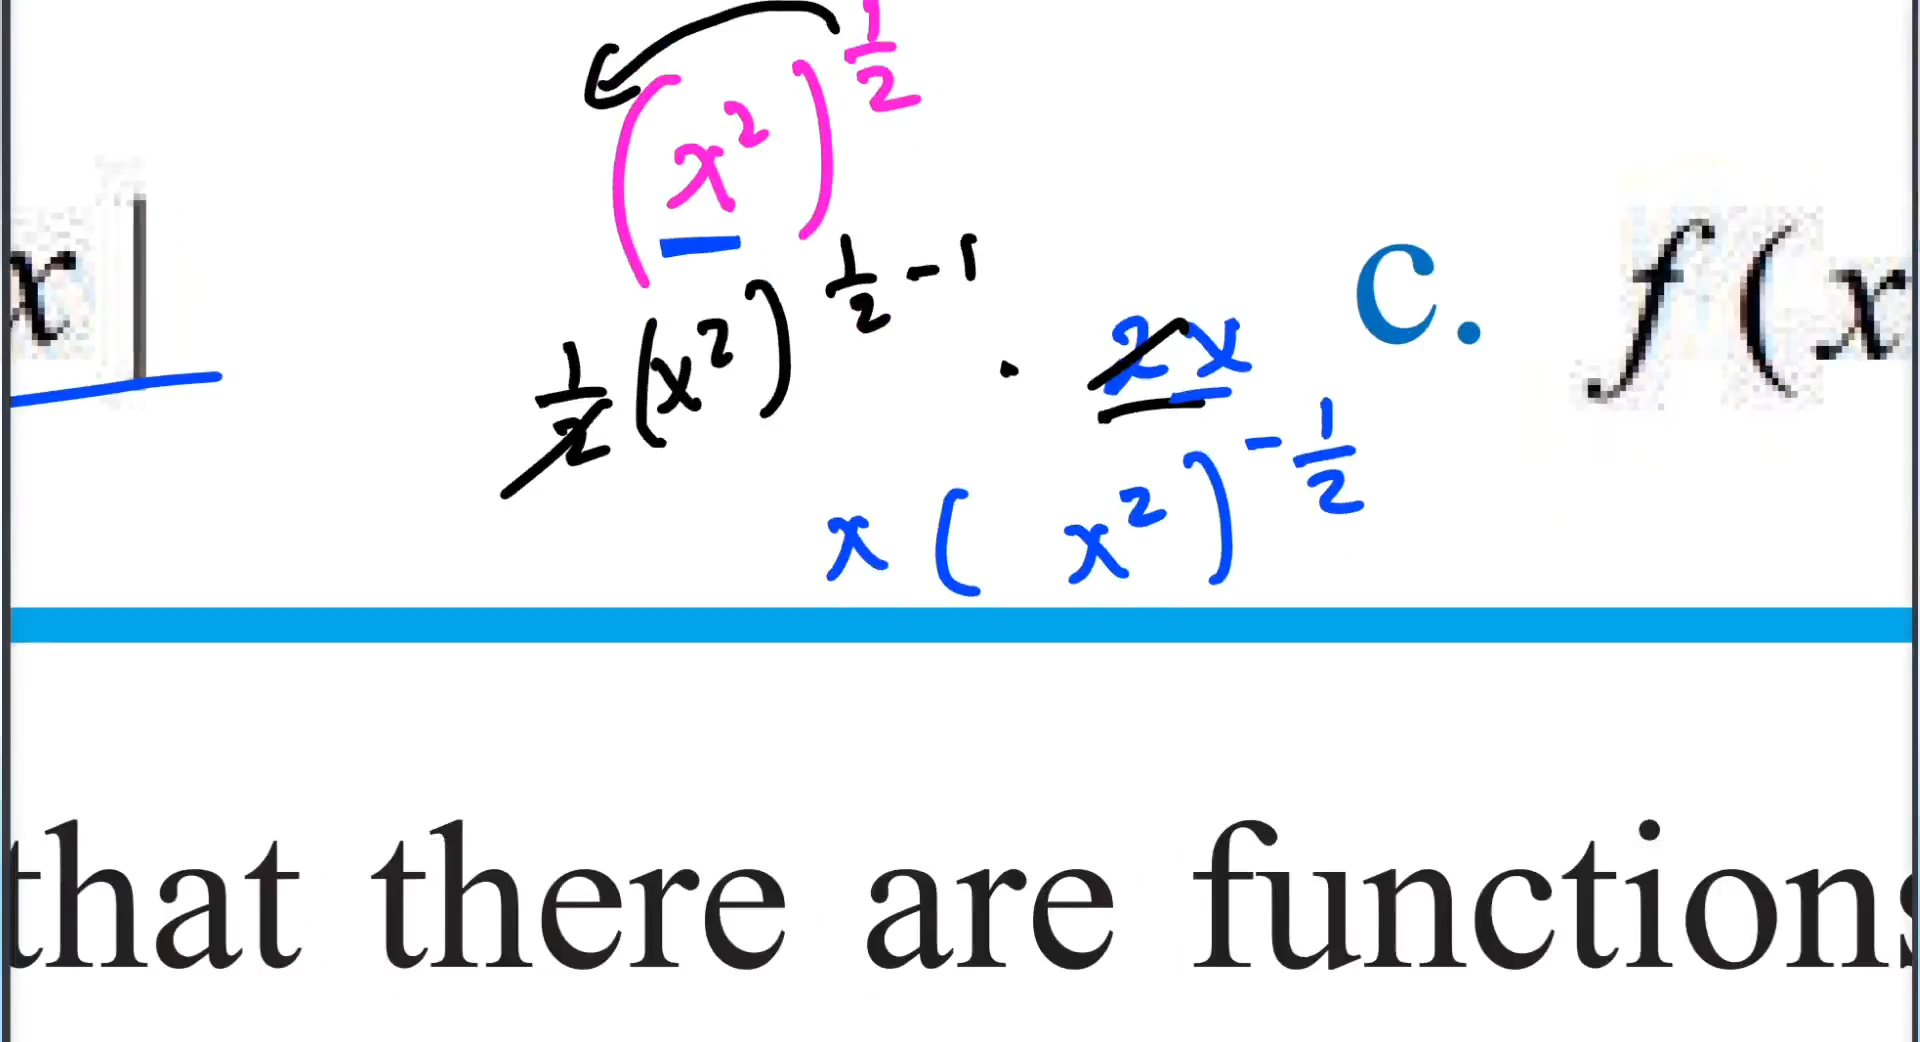 (x²)^{1/2}
x| c. f(x
1/2 (x²)^{1/2 - 1} · 2x
x(x²)^{-1/2}
that there are functions